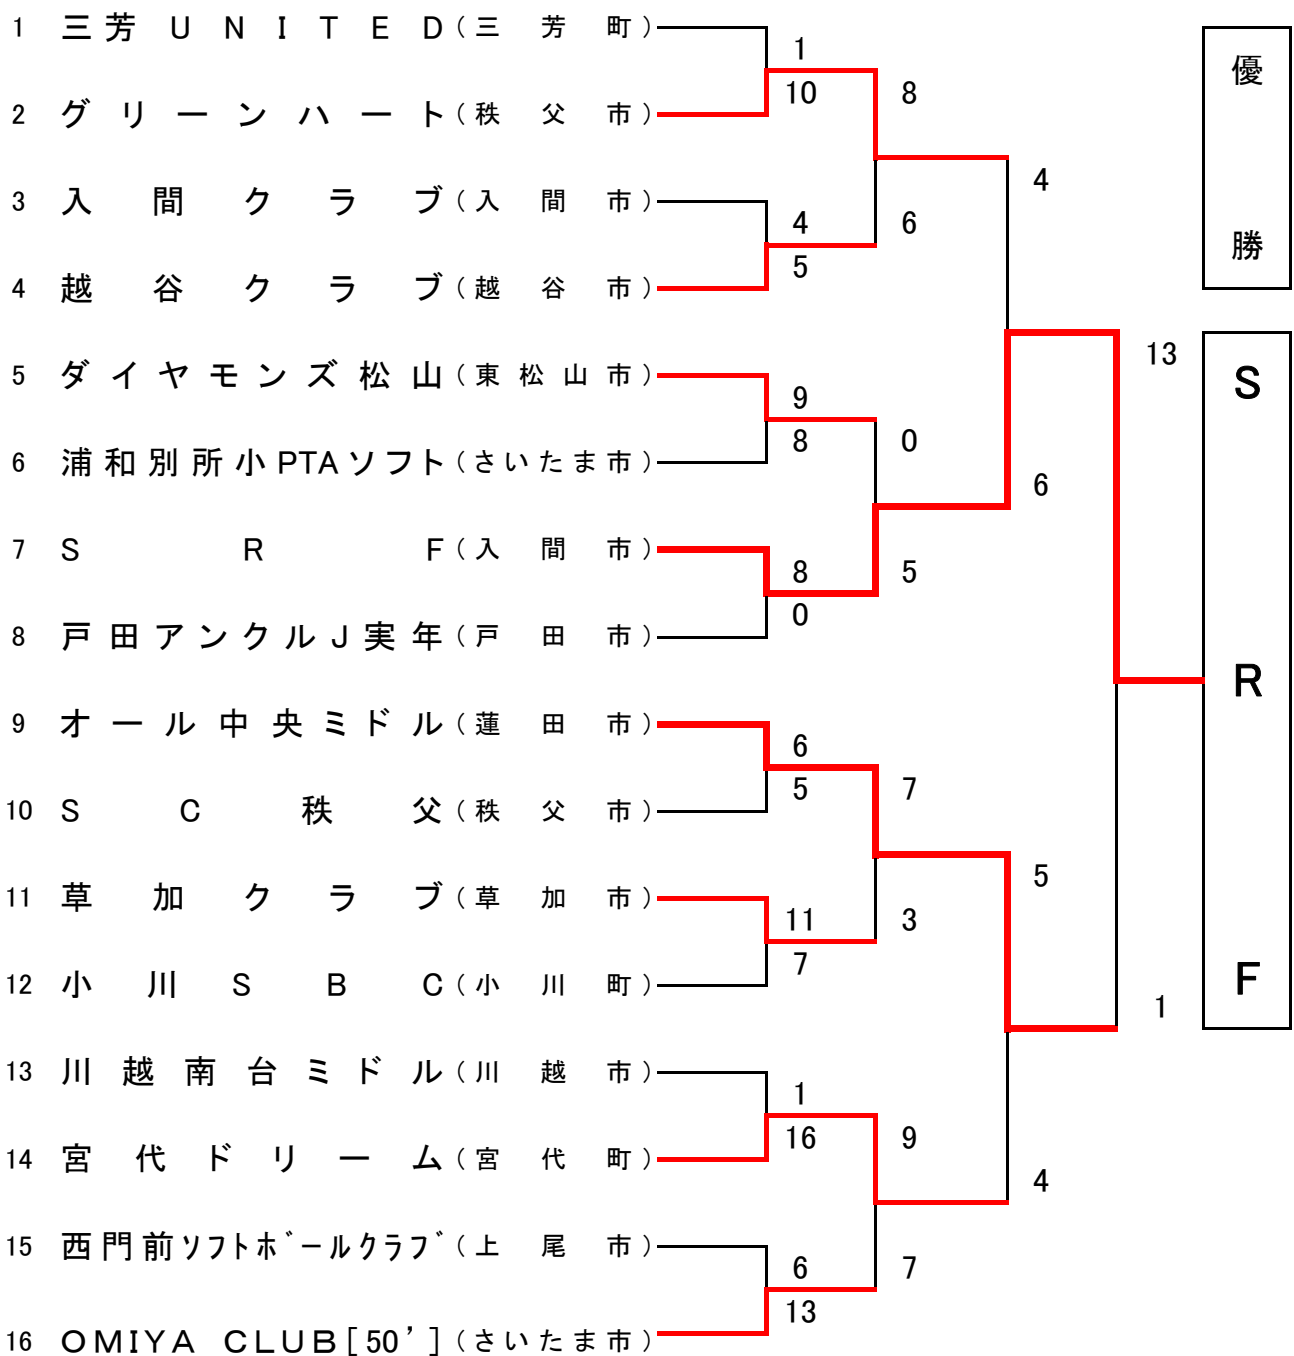 1 三芳UNITED(三芳町)
2 グリーンハート(秩父市)
3 入間クラブ(入間市)
4 越谷クラブ(越谷市)
5 ダイヤモンズ松山(東松山市)
6 浦和別所小PTAソフト(さいたま市)
7 SRF(入間市)
8 戸田アンクルJ実年(戸田市)
9 オール中央ミドル(蓮田市)
10 SC秩父(秩父市)
11 草加クラブ(草加市)
12 小川SBC(小川町)
13 川越南台ミドル(川越市)
14 宮代ドリーム(宮代町)
15 西門前ソフトボールクラブ(上尾市)
16 OMIYA CLUB[50’](さいたま市)
1
10
4
5
9
8
8
0
6
5
11
7
1
16
6
13
8
6
0
5
7
3
9
7
4
6
5
4
13
1
優勝
SRF